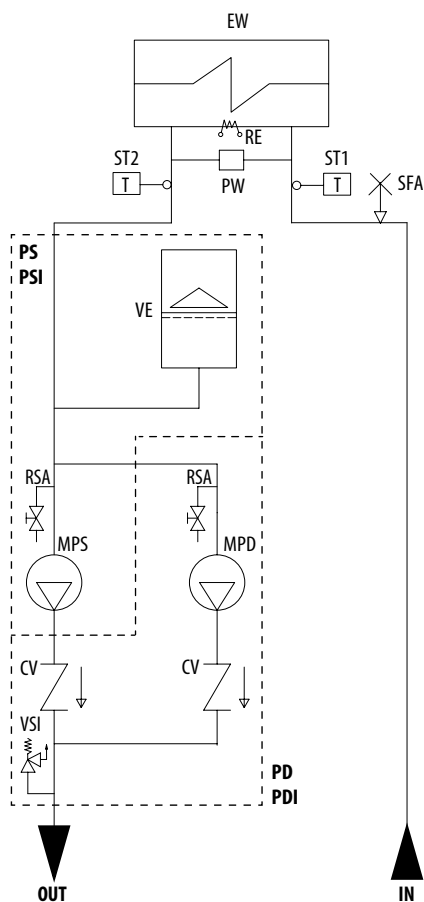 EW
RE
ST2
ST1
T
PW
T
SFA
PS
PSI
VE
RSA
RSA
MPS
MPD
CV
CV
VSI
PD
PDI
OUT
IN